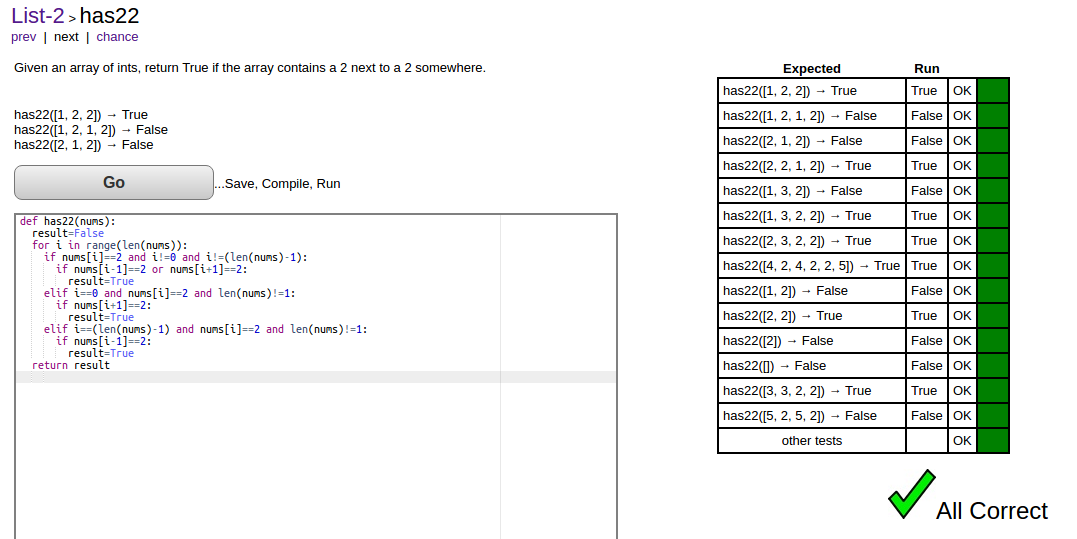 List-2 > has22
prev | next | chance
Given an array of ints, return True if the array contains a 2 next to a 2 somewhere.
has22([1, 2, 2]) → True
has22([1, 2, 1, 2]) → False
has22([2, 1, 2]) → False
Go ...Save, Compile, Run
def has22(nums):
  result=False
  for i in range(len(nums)):
    if nums[i]==2 and i!=0 and i!=(len(nums)-1):
      if nums[i-1]==2 or nums[i+1]==2:
        result=True
    elif i==0 and nums[i]==2 and len(nums)!=1:
      if nums[i+1]==2:
        result=True
    elif i==(len(nums)-1) and nums[i]==2 and len(nums)!=1:
      if nums[i-1]==2:
        result=True
  return result
Expected Run
has22([1, 2, 2]) → True True OK
has22([1, 2, 1, 2]) → False False OK
has22([2, 1, 2]) → False False OK
has22([2, 2, 1, 2]) → True True OK
has22([1, 3, 2]) → False False OK
has22([1, 3, 2, 2]) → True True OK
has22([2, 3, 2, 2]) → True True OK
has22([4, 2, 4, 2, 2, 5]) → True True OK
has22([1, 2]) → False False OK
has22([2, 2]) → True True OK
has22([2]) → False False OK
has22([]) → False False OK
has22([3, 3, 2, 2]) → True True OK
has22([5, 2, 5, 2]) → False False OK
other tests OK
All Correct